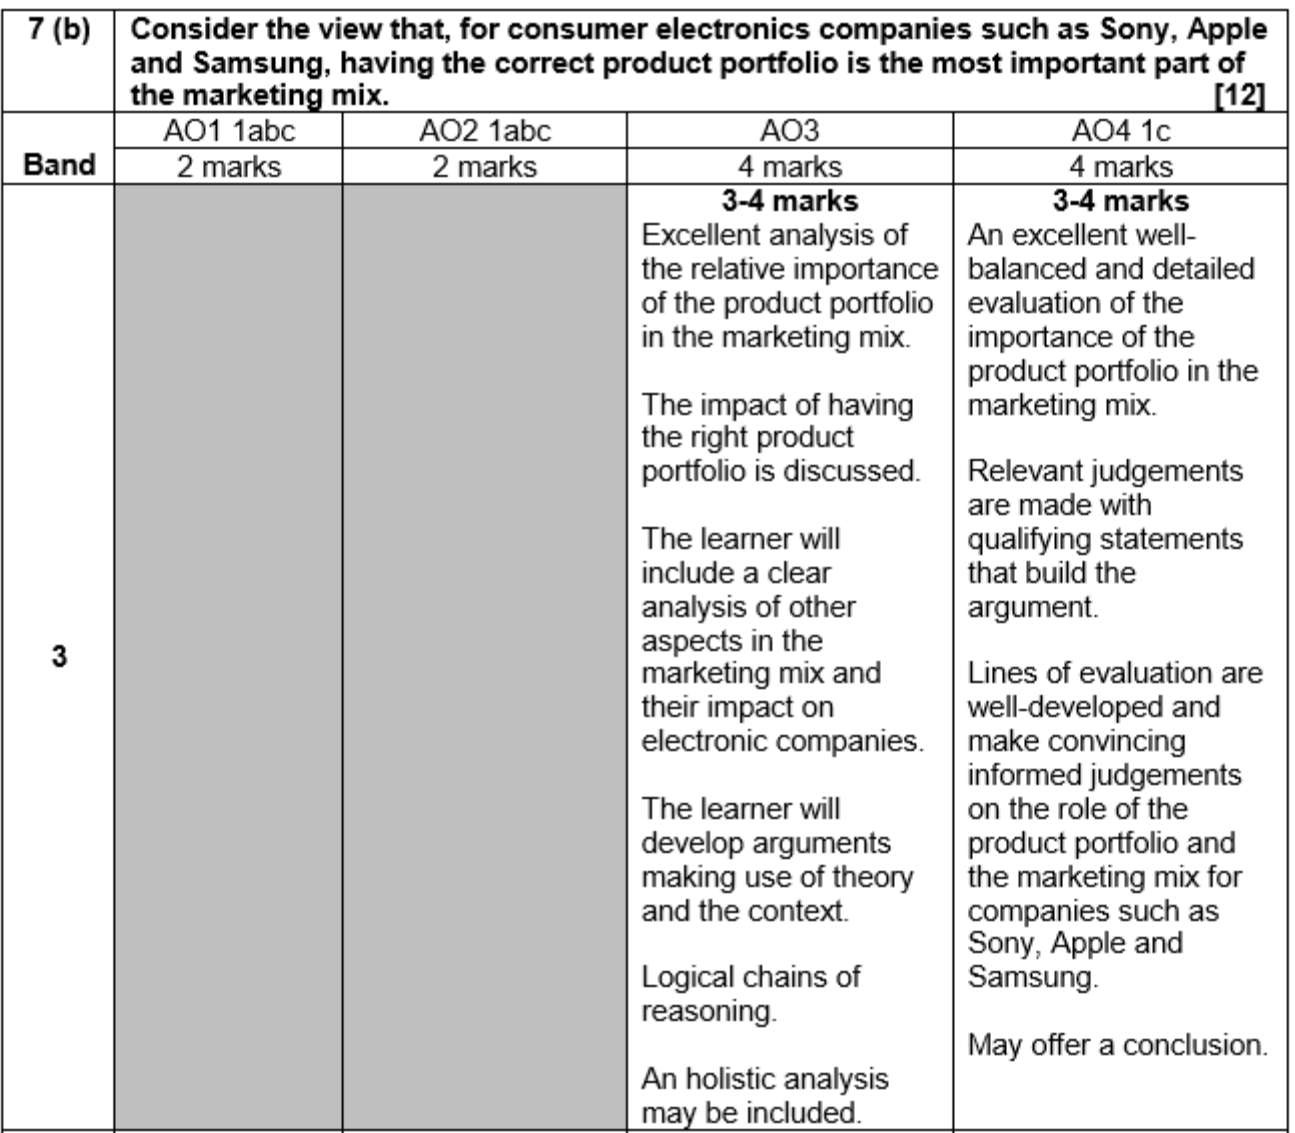 7 (b)
Consider the view that, for consumer electronics companies such as Sony, Apple
and Samsung, having the correct product portfolio is the most important part of
the marketing mix. [12]
Band
AO1 1abc
2 marks
AO2 1abc
2 marks
AO3
4 marks
AO4 1c
4 marks
3
3-4 marks
Excellent analysis of
the relative importance
of the product portfolio
in the marketing mix.
The impact of having
the right product
portfolio is discussed.
The learner will
include a clear
analysis of other
aspects in the
marketing mix and
their impact on
electronic companies.
The learner will
develop arguments
making use of theory
and the context.
Logical chains of
reasoning.
An holistic analysis
may be included.
3-4 marks
An excellent well-
balanced and detailed
evaluation of the
importance of the
product portfolio in the
marketing mix.
Relevant judgements
are made with
qualifying statements
that build the
argument.
Lines of evaluation are
well-developed and
make convincing
informed judgements
on the role of the
product portfolio and
the marketing mix for
companies such as
Sony, Apple and
Samsung.
May offer a conclusion.